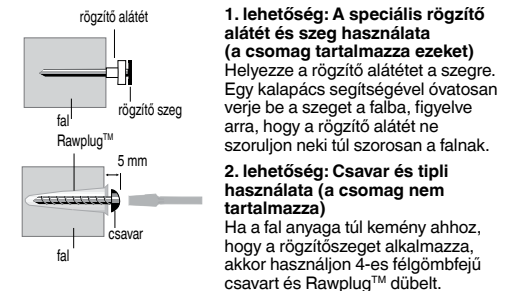 rögzítő alátét
rögzítő szeg
fal
Rawplug™
5 mm
csavar
fal
1. lehetőség: A speciális rögzítő
alátét és szeg használata
(a csomag tartalmazza ezeket)
Helyezze a rögzítő alátétet a szegre.
Egy kalapács segítségével óvatosan
verje be a szeget a falba, figyelve
arra, hogy a rögzítő alátét ne
szoruljon neki túl szorosan a falnak.
2. lehetőség: Csavar és tipli
használata (a csomag nem
tartalmazza)
Ha a fal anyaga túl kemény ahhoz,
hogy a rögzítőszeget alkalmazza,
akkor használjon 4-es félgömbfejű
csavart és Rawplug™ dübelt.